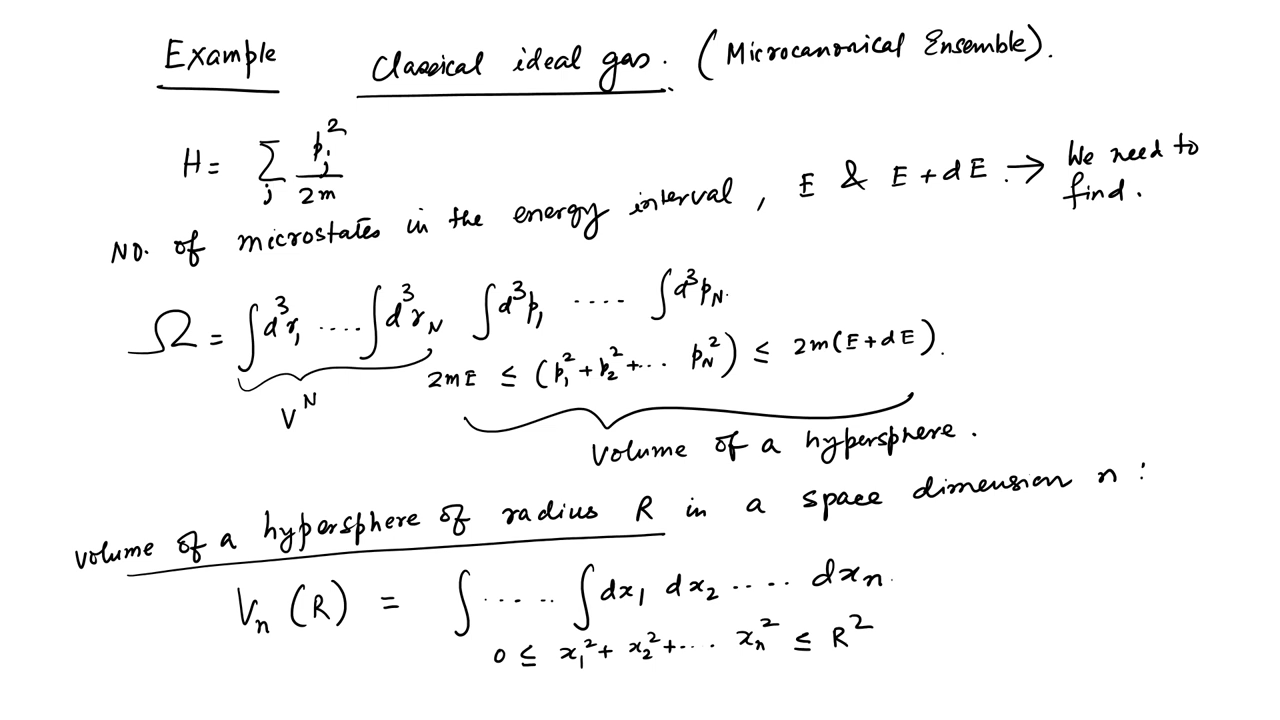 Example Classical ideal gas. (Microcanonical Ensemble).
H = ∑_j p_j^2 / 2m
NO. of microstates in the energy interval, E & E + dE. → We need to find.
Ω = ∫d^3r_1 .... ∫d^3r_N ∫d^3p_1 .... ∫d^3p_N.
2mE ≤ (p_1^2 + p_2^2 + ... p_N^2) ≤ 2m(E + dE).
V^N
Volume of a hypersphere.
volume of a hypersphere of radius R in a space dimension n :
V_n (R) = ∫ ..... ∫ dx_1 dx_2 .... dx_n.
0 ≤ x_1^2 + x_2^2 + ... x_n^2 ≤ R^2